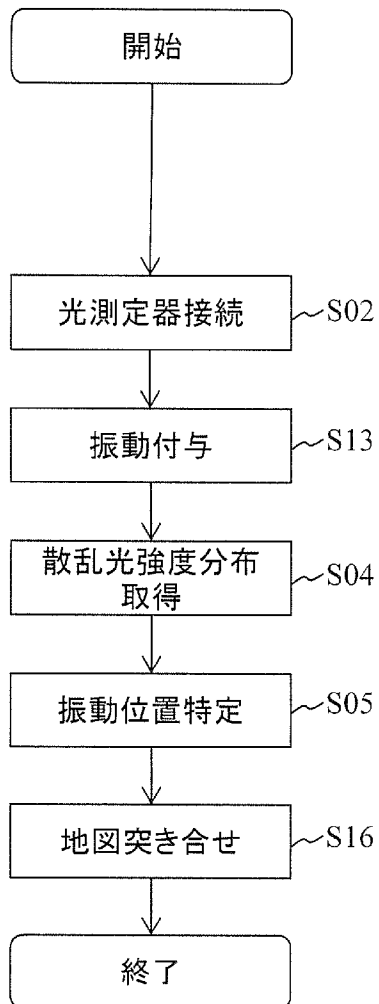 開始
光測定器接続
S02
振動付与
S13
散乱光強度分布
取得
S04
振動位置特定
S05
地図突き合せ
S16
終了